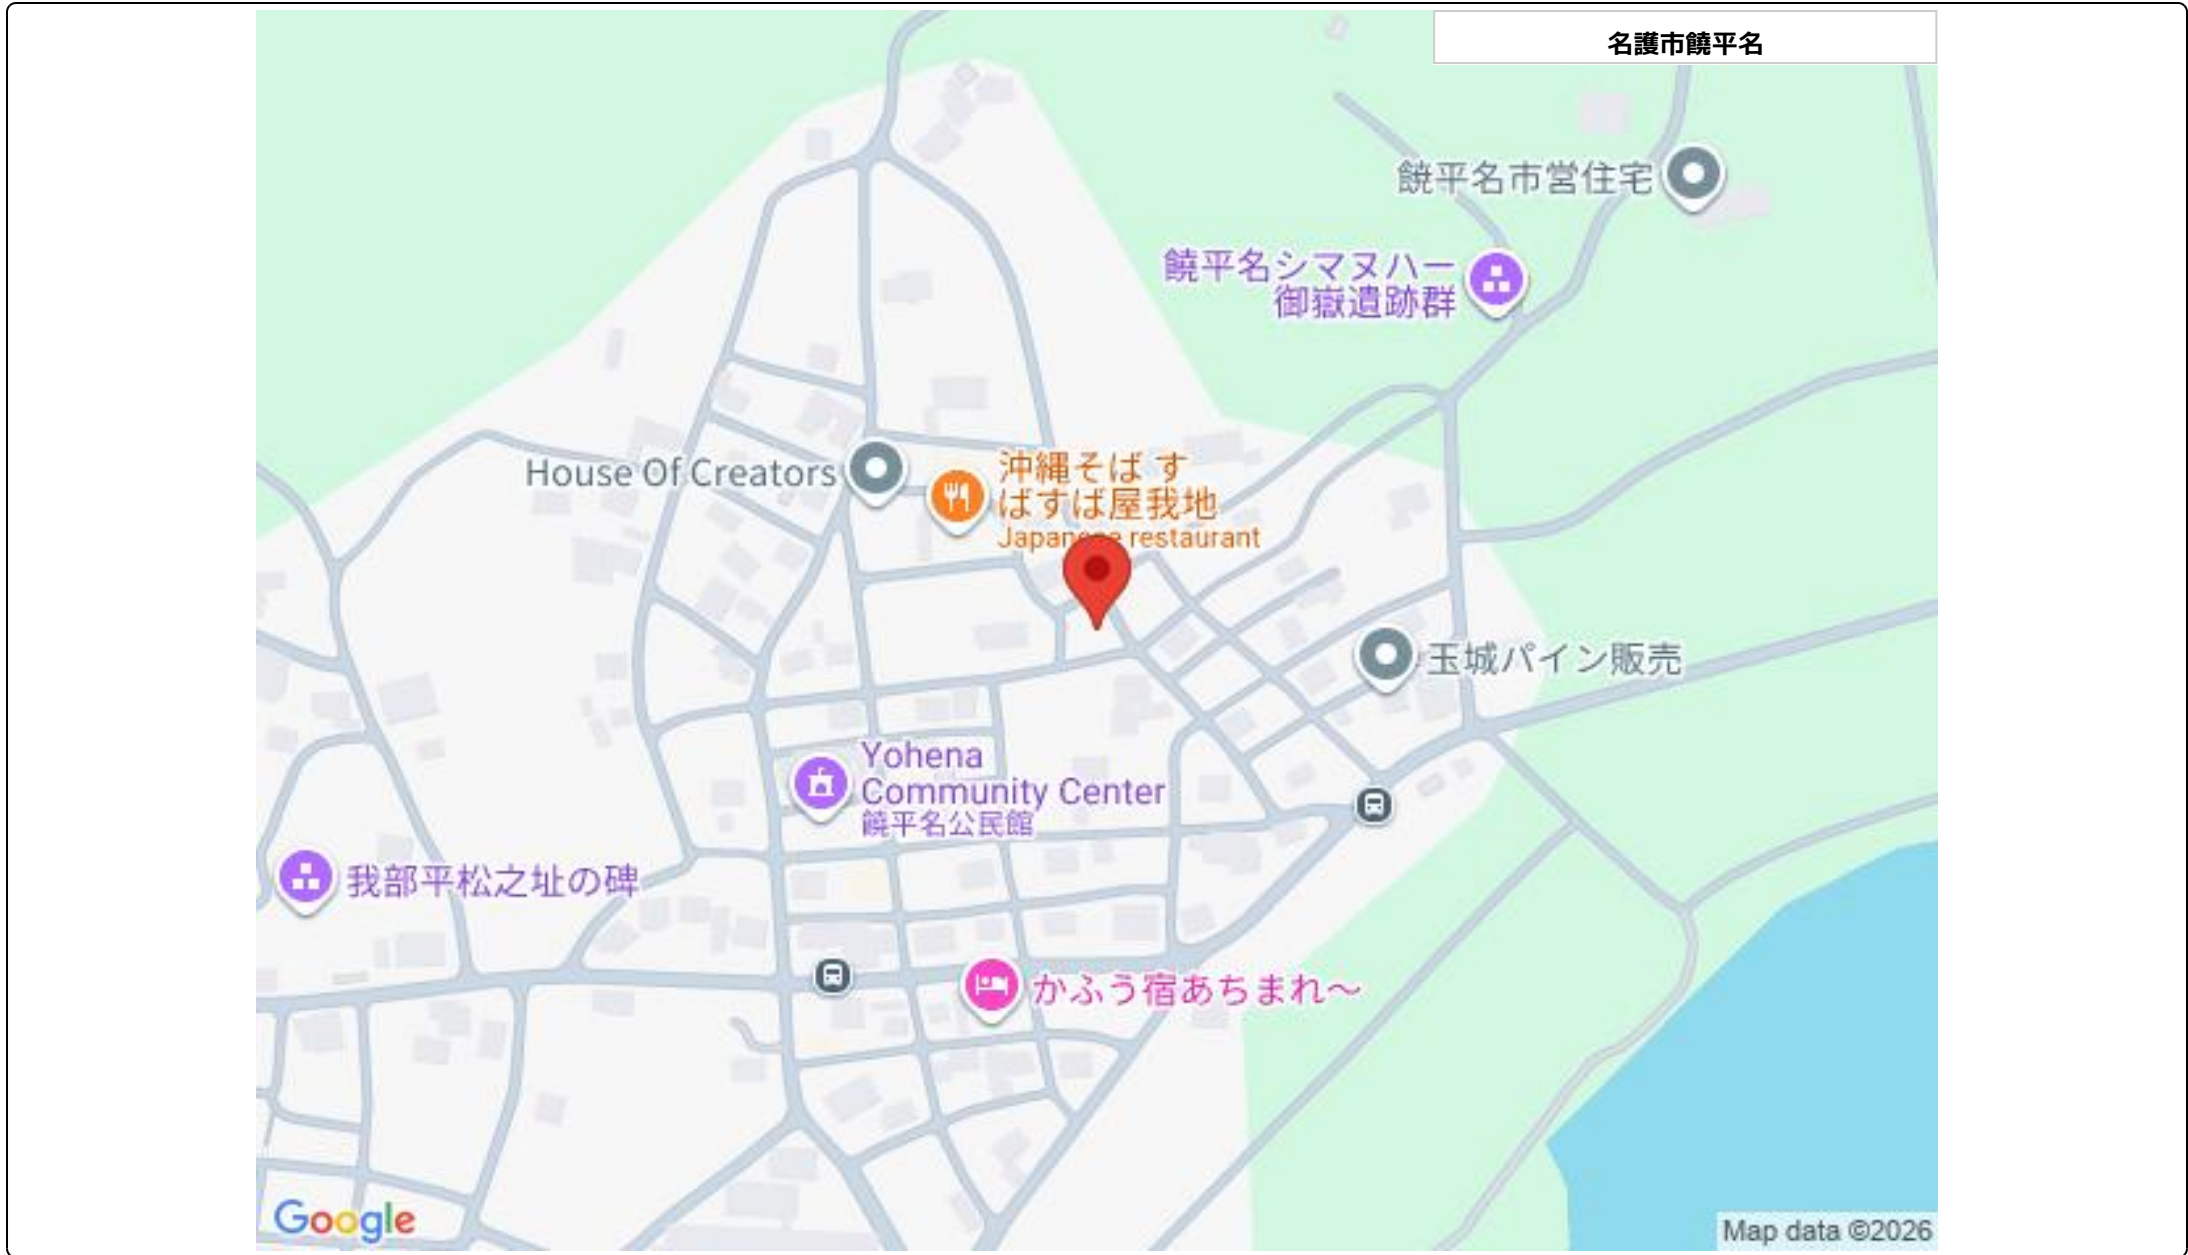 名護市饒平名
饒平名市営住宅
饒平名シマヌハー
御嶽遺跡群
House Of Creators
沖縄そば す
ばすば屋我地
Japanese restaurant
玉城パイン販売
Yohena
Community Center
饒平名公民館
我部平松之址の碑
かふう宿あちまれ～
Google
Map data ©2026